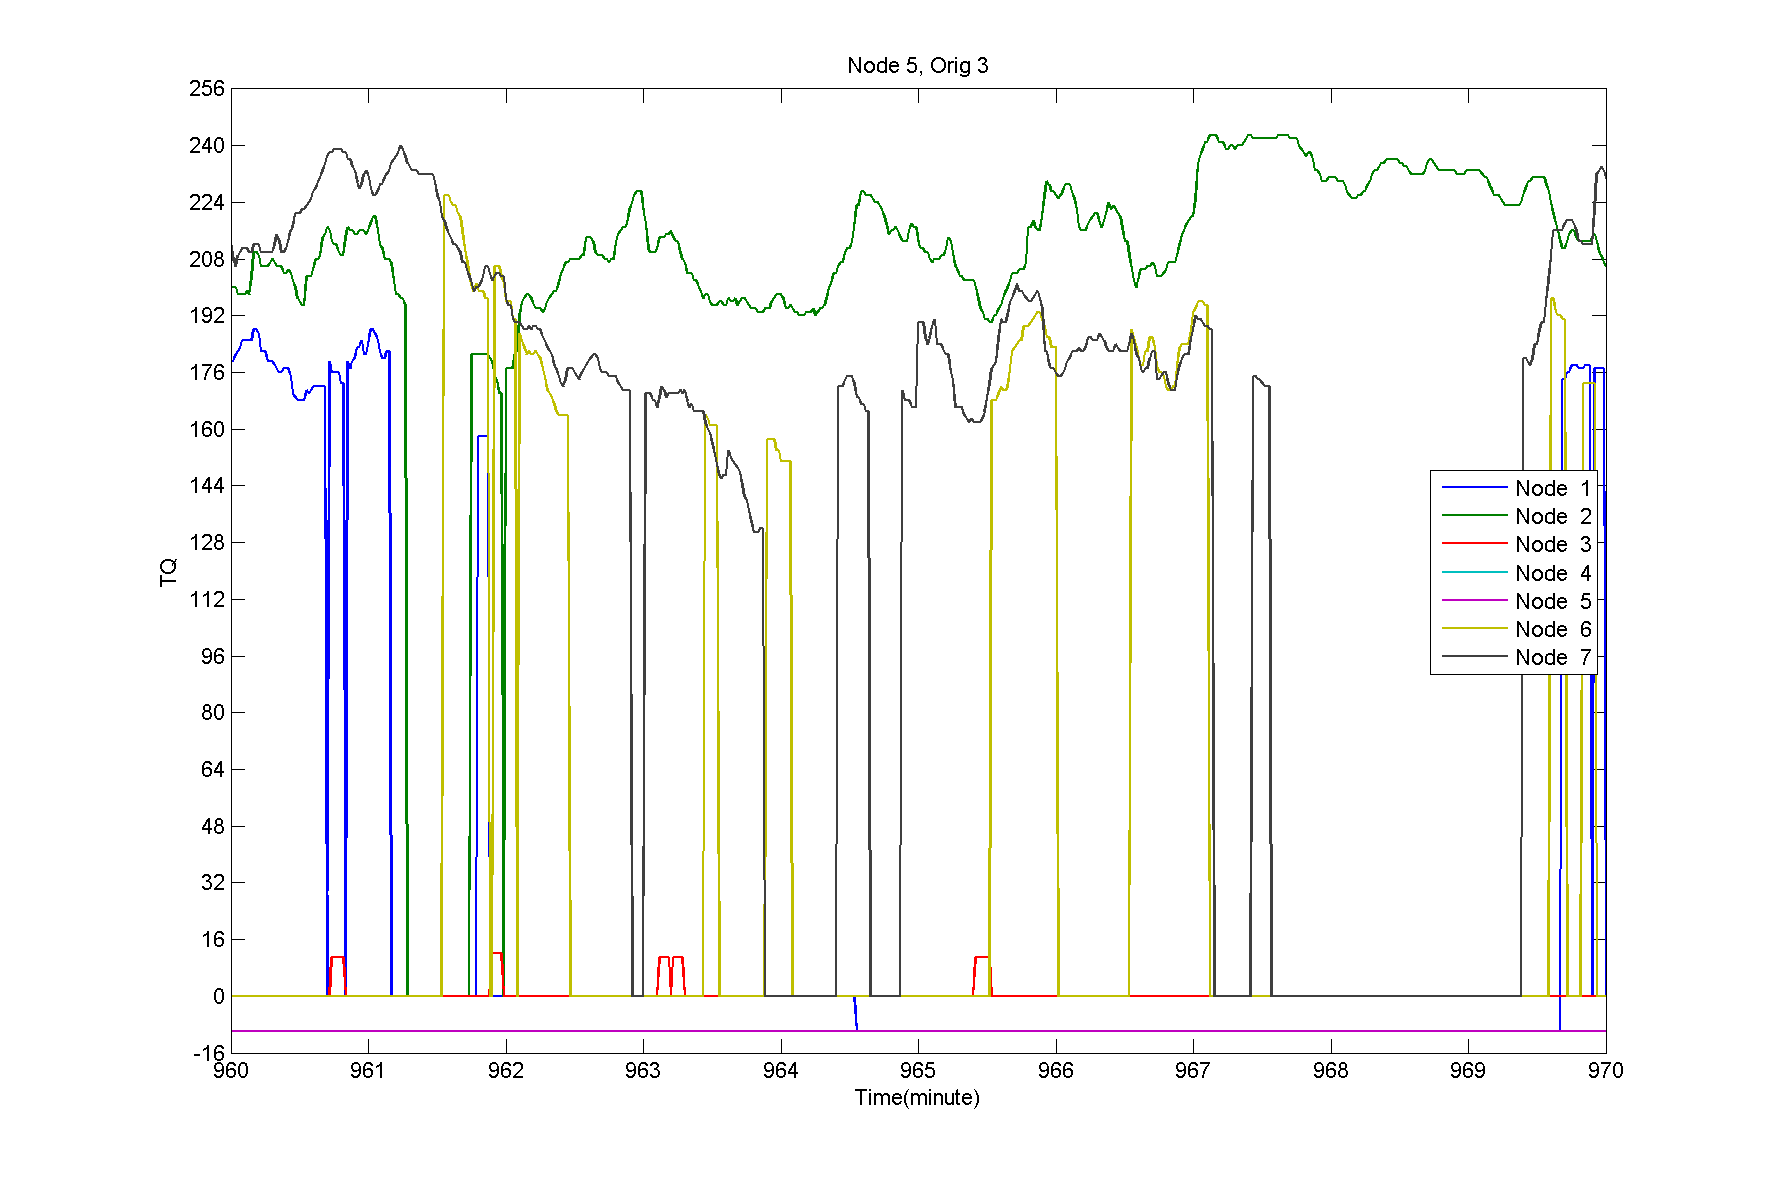 Node 5, Orig 3
256
240
224
208
192
176
160
144
128
112
96
80
64
48
32
16
0
-16
TQ
Node 1
Node 2
Node 3
Node 4
Node 5
Node 6
Node 7
960 961 962 963 964 965 966 967 968 969 970
Time(minute)